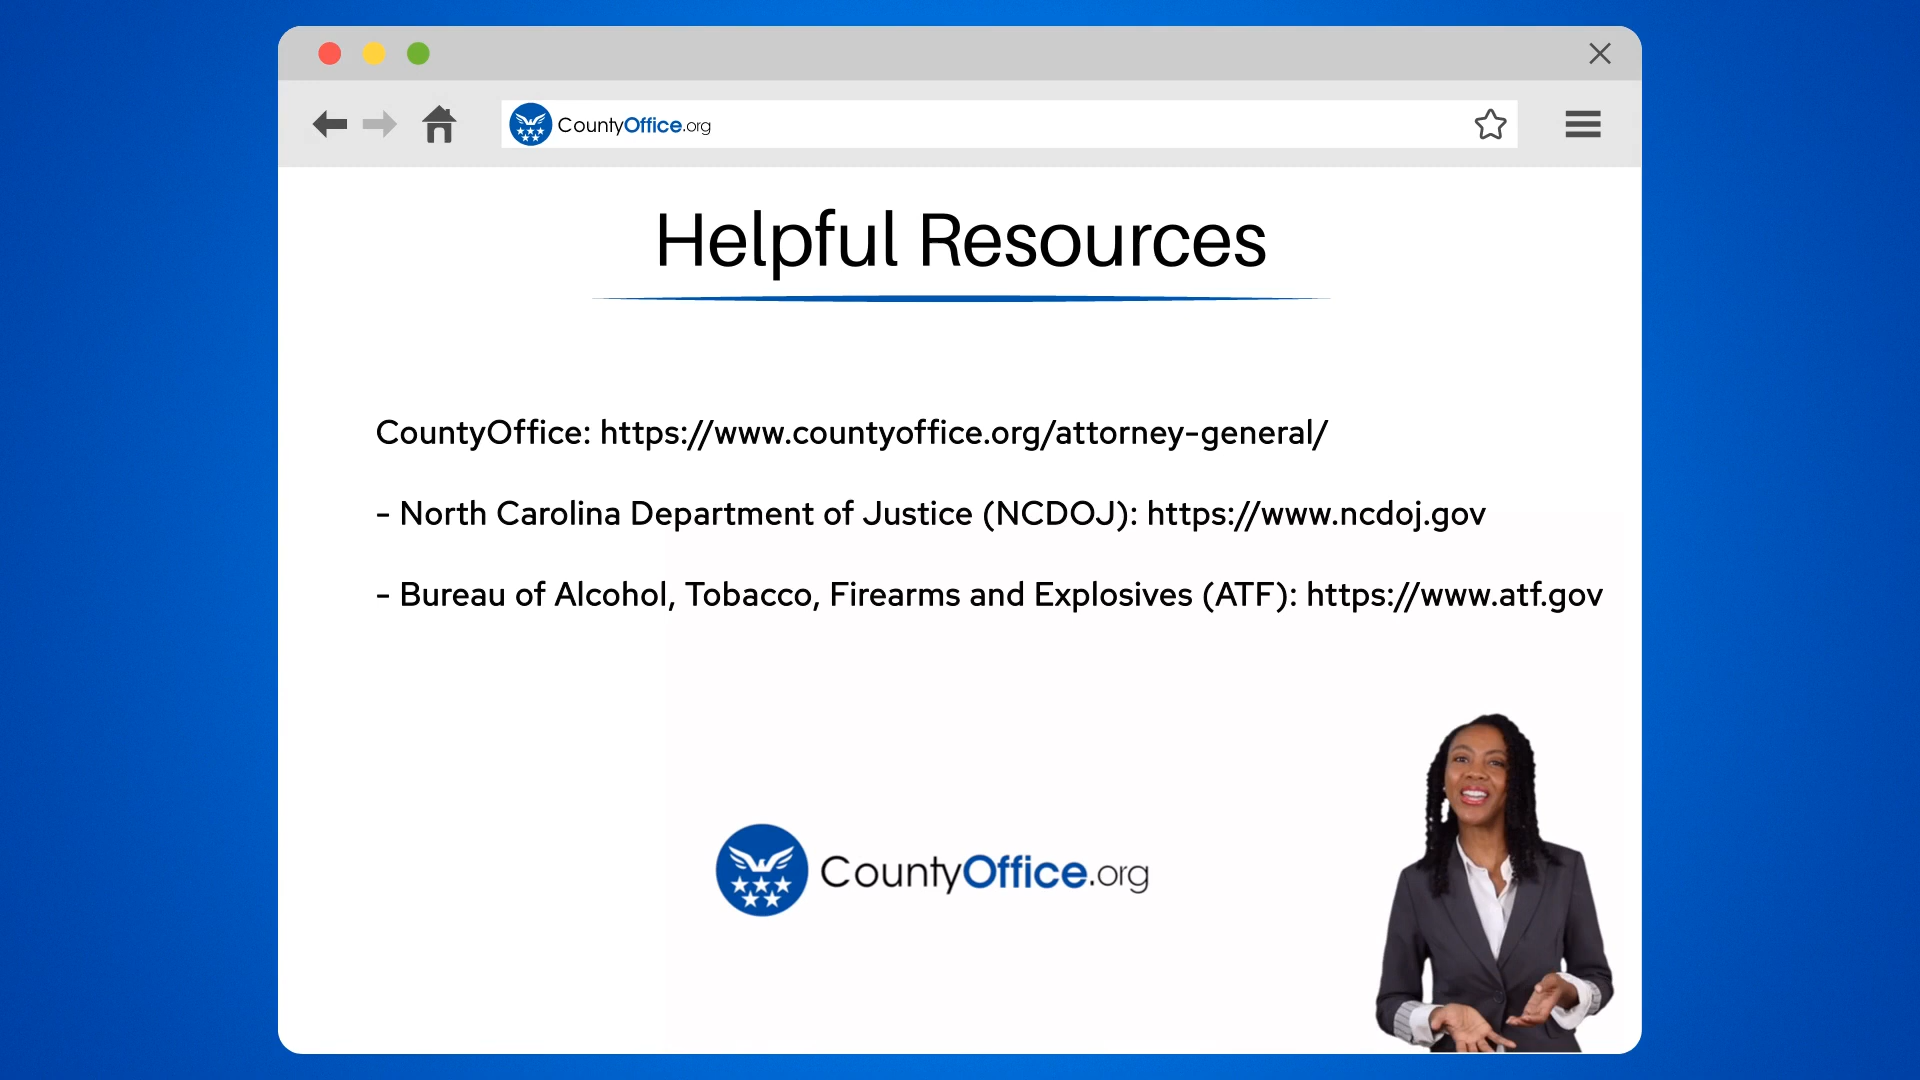 CountyOffice.org
Helpful Resources
CountyOffice: https://www.countyoffice.org/attorney-general/
- North Carolina Department of Justice (NCDOJ): https://www.ncdoj.gov
- Bureau of Alcohol, Tobacco, Firearms and Explosives (ATF): https://www.atf.gov
CountyOffice.org